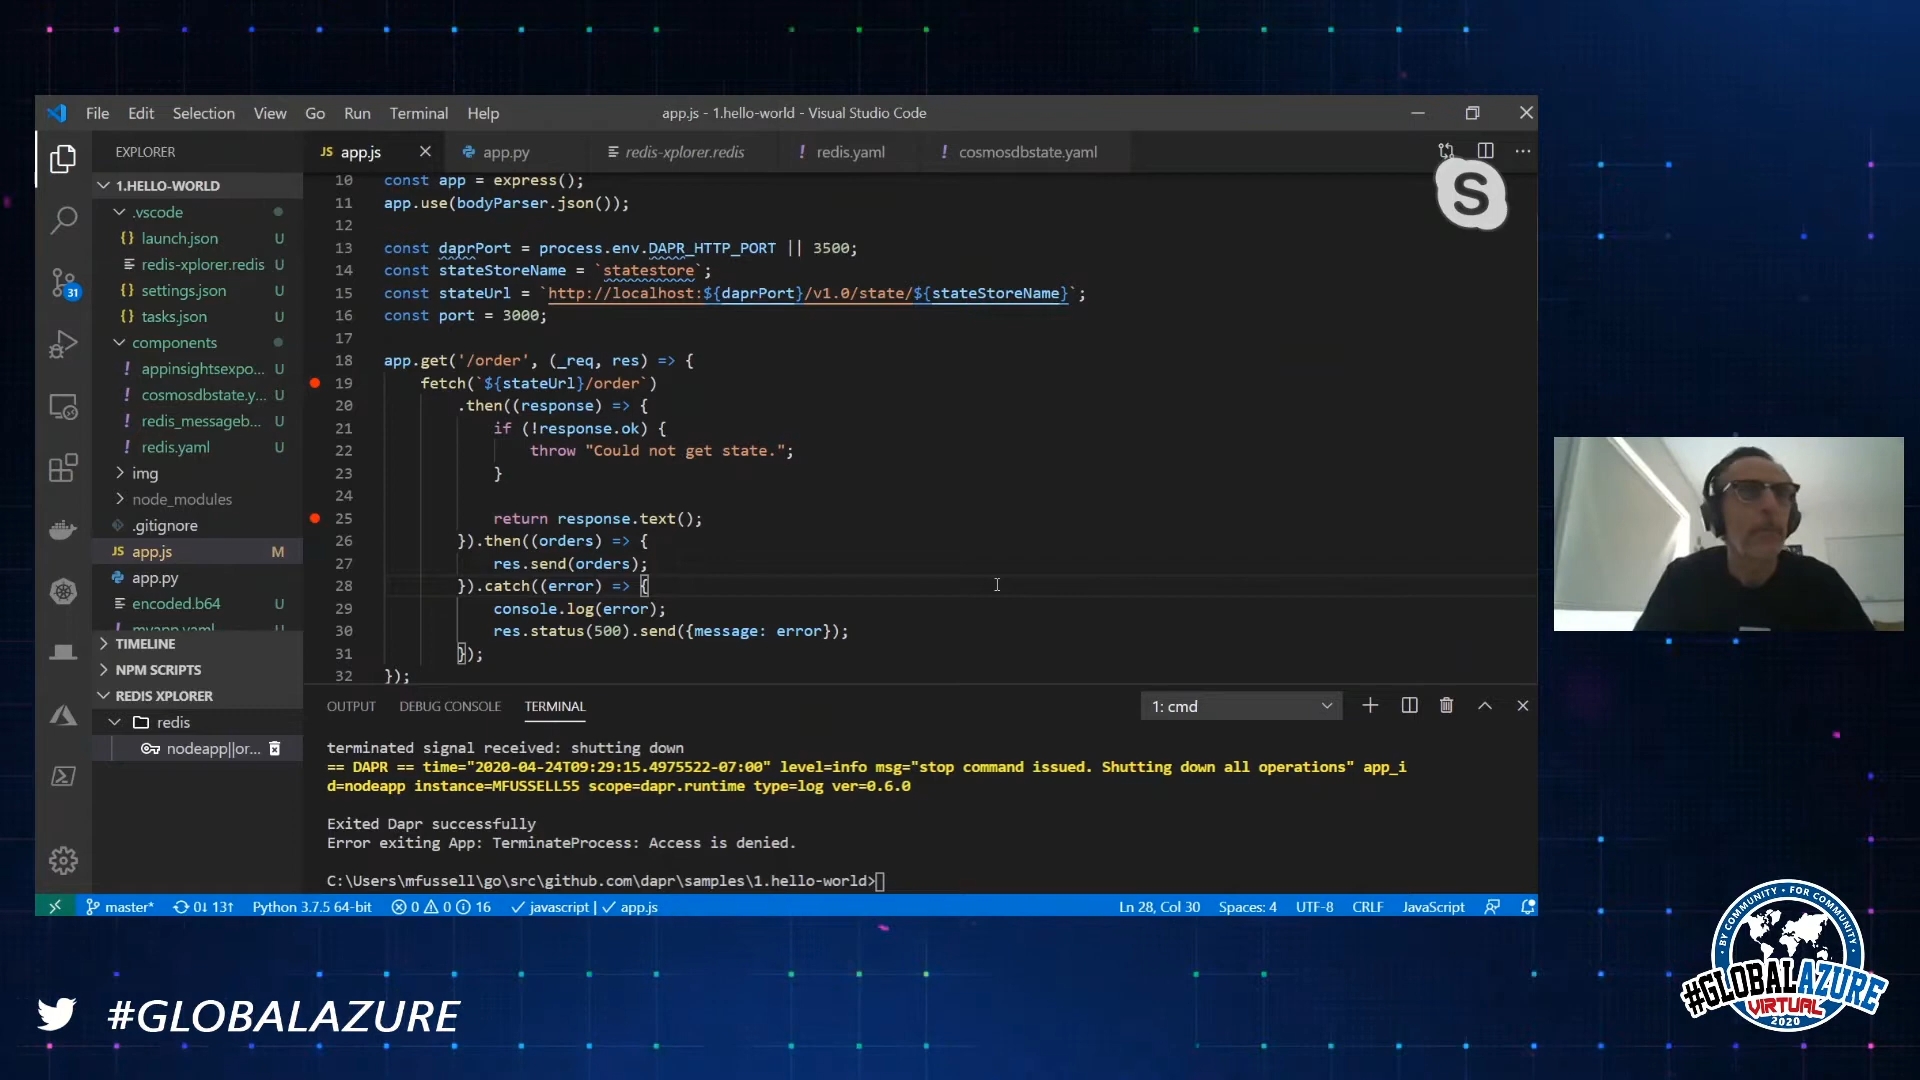 File Edit Selection View Go Run Terminal Help
app.js - 1.hello-world - Visual Studio Code
EXPLORER
JS app.js
app.py
redis-xplorer.redis
! redis.yaml
! cosmosdbstate.yaml
S
1.HELLO-WORLD
.vscode
{} launch.json U
redis-xplorer.redis U
{} settings.json U
{} tasks.json U
components
! appinsightsexpo... U
! cosmosdbstate.y... U
! redis_messageb... U
! redis.yaml U
img
node_modules
.gitignore
JS app.js M
app.py
encoded.b64 U
myapp.yaml U
TIMELINE
NPM SCRIPTS
REDIS XPLORER
redis
nodeapp||or...
31
10 const app = express();
11 app.use(bodyParser.json());
12
13 const daprPort = process.env.DAPR_HTTP_PORT || 3500;
14 const stateStoreName = `statestore`;
15 const stateUrl = `http://localhost:${daprPort}/v1.0/state/${stateStoreName}`;
16 const port = 3000;
17
18 app.get('/order', (_req, res) => {
19 fetch(`${stateUrl}/order`)
20 .then((response) => {
21 if (!response.ok) {
22 throw "Could not get state.";
23 }
24
25 return response.text();
26 }).then((orders) => {
27 res.send(orders);
28 }).catch((error) => {
29 console.log(error);
30 res.status(500).send({message: error});
31 });
32 });
OUTPUT DEBUG CONSOLE TERMINAL
1: cmd
terminated signal received: shutting down
== DAPR == time="2020-04-24T09:29:15.4975522-07:00" level=info msg="stop command issued. Shutting down all operations" app_i
d=nodeapp instance=MFUSSELL55 scope=dapr.runtime type=log ver=0.6.0
Exited Dapr successfully
Error exiting App: TerminateProcess: Access is denied.
C:\Users\mfussell\go\src\github.com\dapr\samples\1.hello-world>
master* 0↓ 13↑ Python 3.7.5 64-bit 0 0 16 ✓ javascript | ✓ app.js
Ln 28, Col 30 Spaces: 4 UTF-8 CRLF JavaScript
#GLOBALAZURE
BY COMMUNITY • FOR COMMUNITY
#GLOBALAZURE
VIRTUAL
2020